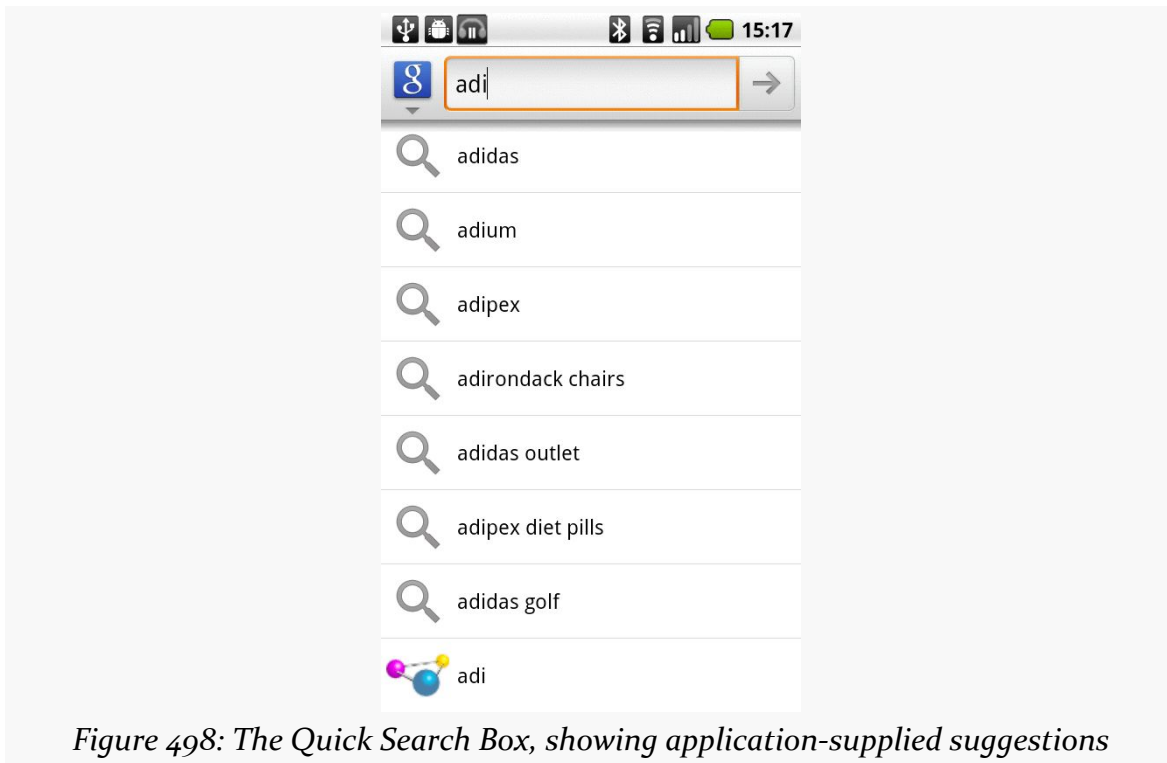 15:17
g
adi
adidas
adium
adipex
adirondack chairs
adidas outlet
adipex diet pills
adidas golf
adi
Figure 498: The Quick Search Box, showing application-supplied suggestions